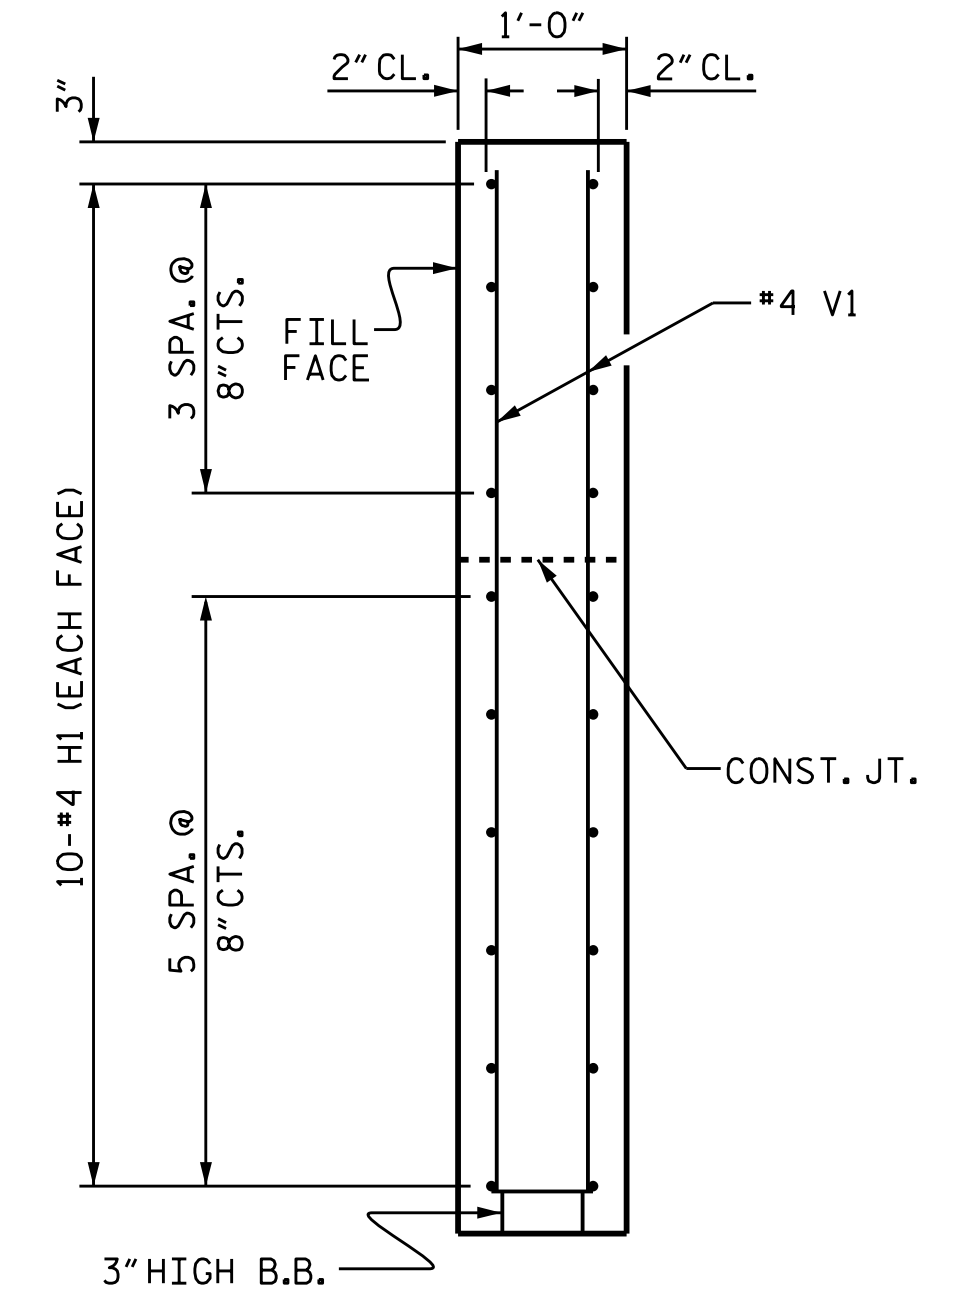 1'-0"
2" CL.
2" CL.
3"
3 SPA. @
8" CTS.
FILL
FACE
#4 V1
10-#4 H1 (EACH FACE)
CONST. JT.
5 SPA. @
8" CTS.
3" HIGH B.B.